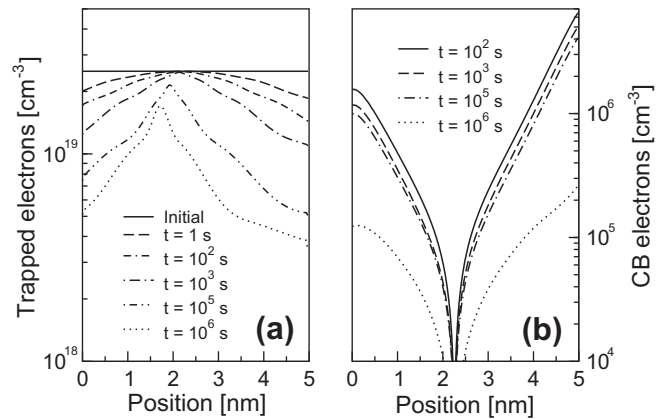 Trapped electrons [cm⁻³]
10¹⁹
10¹⁸
Initial
t = 1 s
t = 10² s
t = 10³ s
t = 10⁵ s
t = 10⁶ s
(a)
0 1 2 3 4 5
Position [nm]
t = 10² s
t = 10³ s
t = 10⁵ s
t = 10⁶ s
(b)
0 1 2 3 4 5
Position [nm]
10⁶
10⁵
10⁴
CB electrons [cm⁻³]